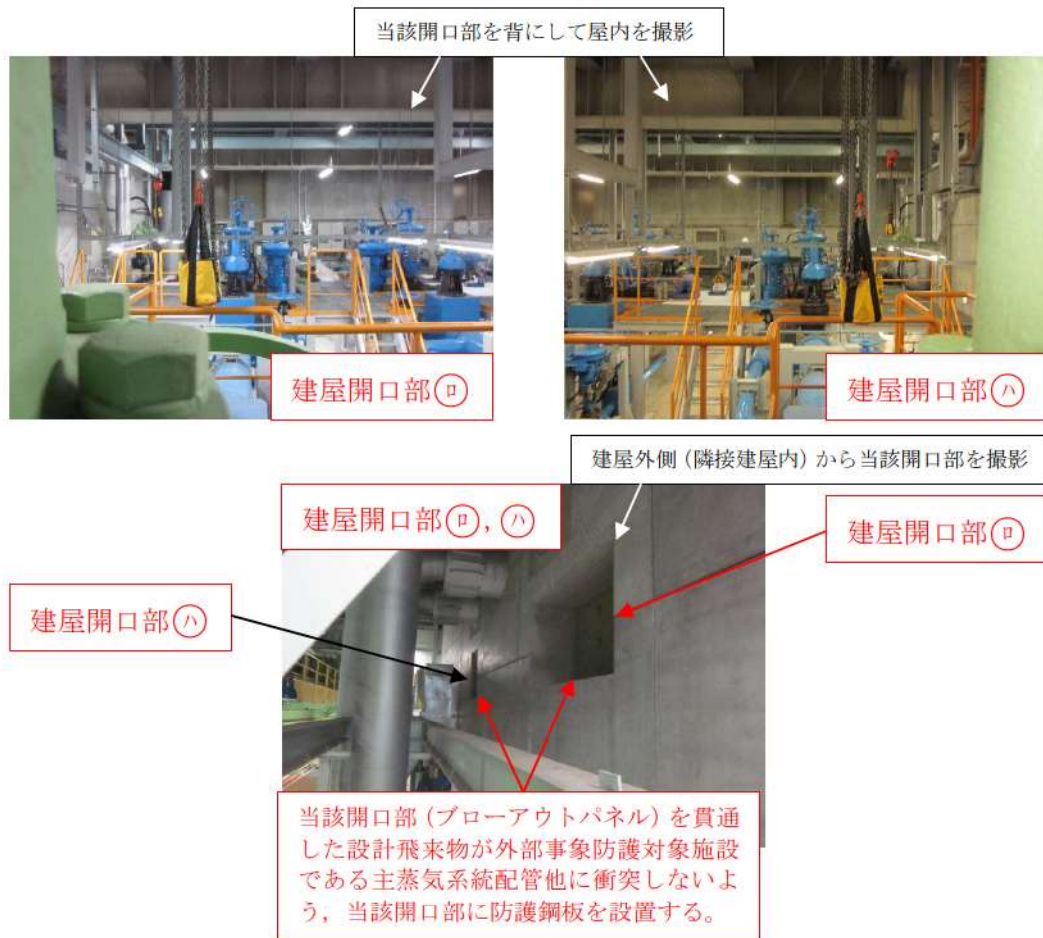 当該開口部を背にして屋内を撮影
建屋開口部㋺
建屋開口部㋩
建屋外側（隣接建屋内）から当該開口部を撮影
建屋開口部㋺，㋩
建屋開口部㋺
建屋開口部㋩
当該開口部（ブローアウトパネル）を貫通
した設計飛来物が外部事象防護対象施設
である主蒸気系統配管他に衝突しないよ
う，当該開口部に防護鋼板を設置する。